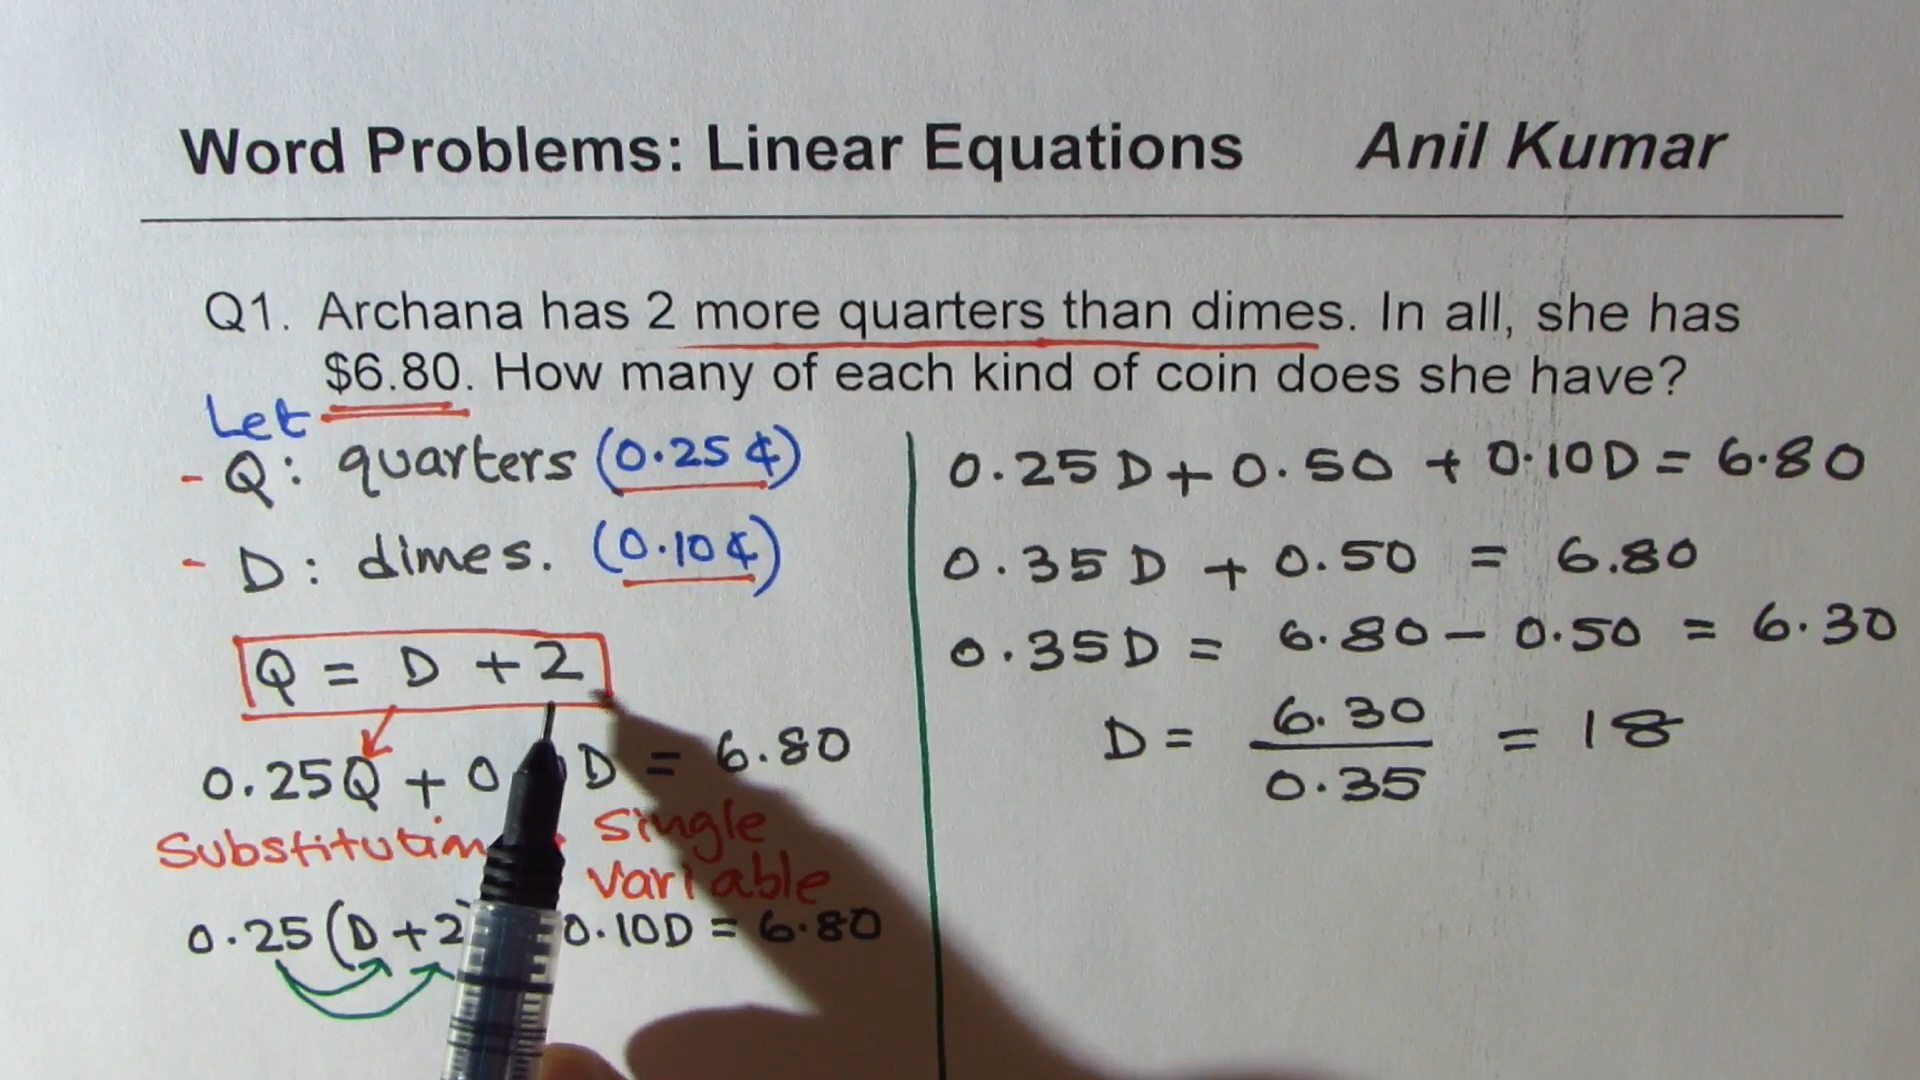 Word Problems: Linear Equations Anil Kumar
Q1. Archana has 2 more quarters than dimes. In all, she has
$6.80. How many of each kind of coin does she have?
Let
- Q: quarters (0.25 ¢)
- D: dimes. (0.10 ¢)
Q = D + 2
0.25Q + 0. D = 6.80
Substitution Single
Variable
0.25(D+2 0.10D = 6.80
0.25D + 0.50 + 0.10D = 6.80
0.35D + 0.50 = 6.80
0.35D = 6.80 - 0.50 = 6.30
D = 6.30 / 0.35 = 18